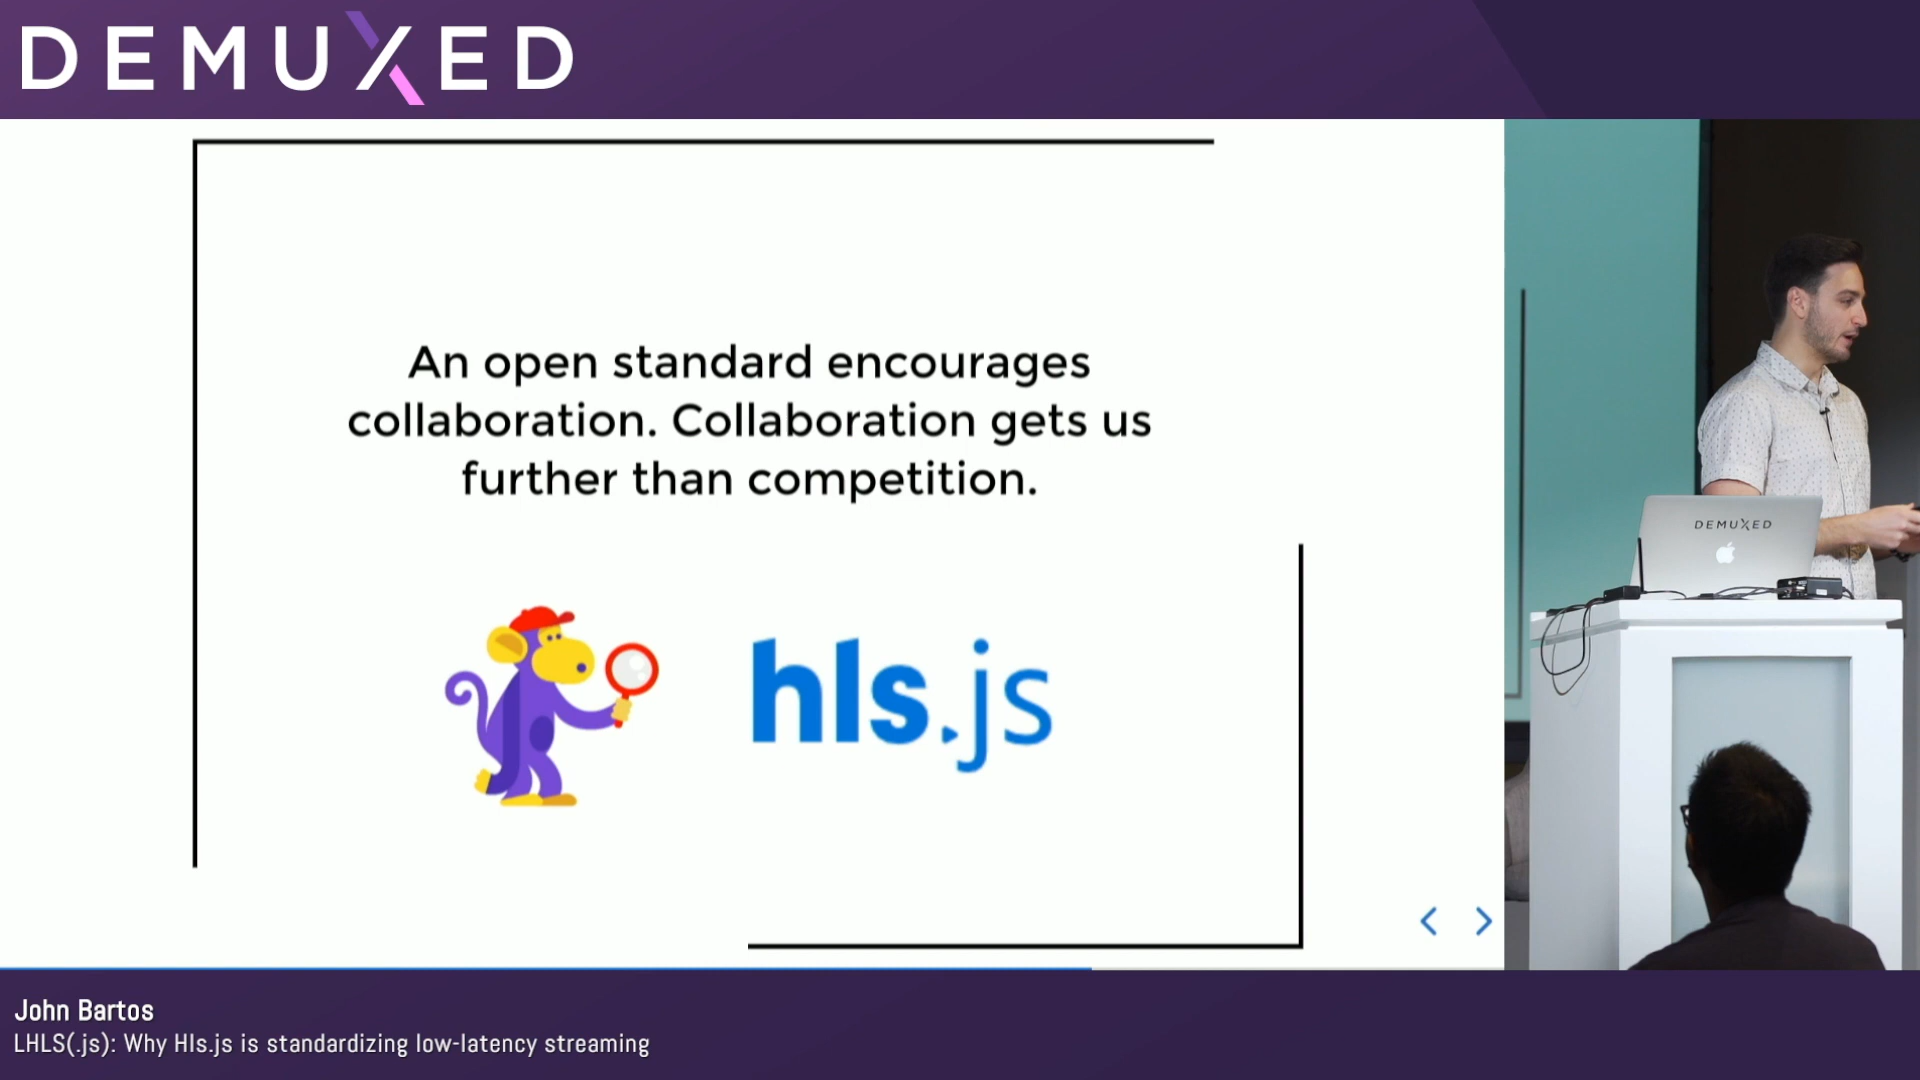 DEMUXED
An open standard encourages
collaboration. Collaboration gets us
further than competition.
hls.js
DEMUXED
John Bartos
LHLS(.js): Why Hls.js is standardizing low-latency streaming